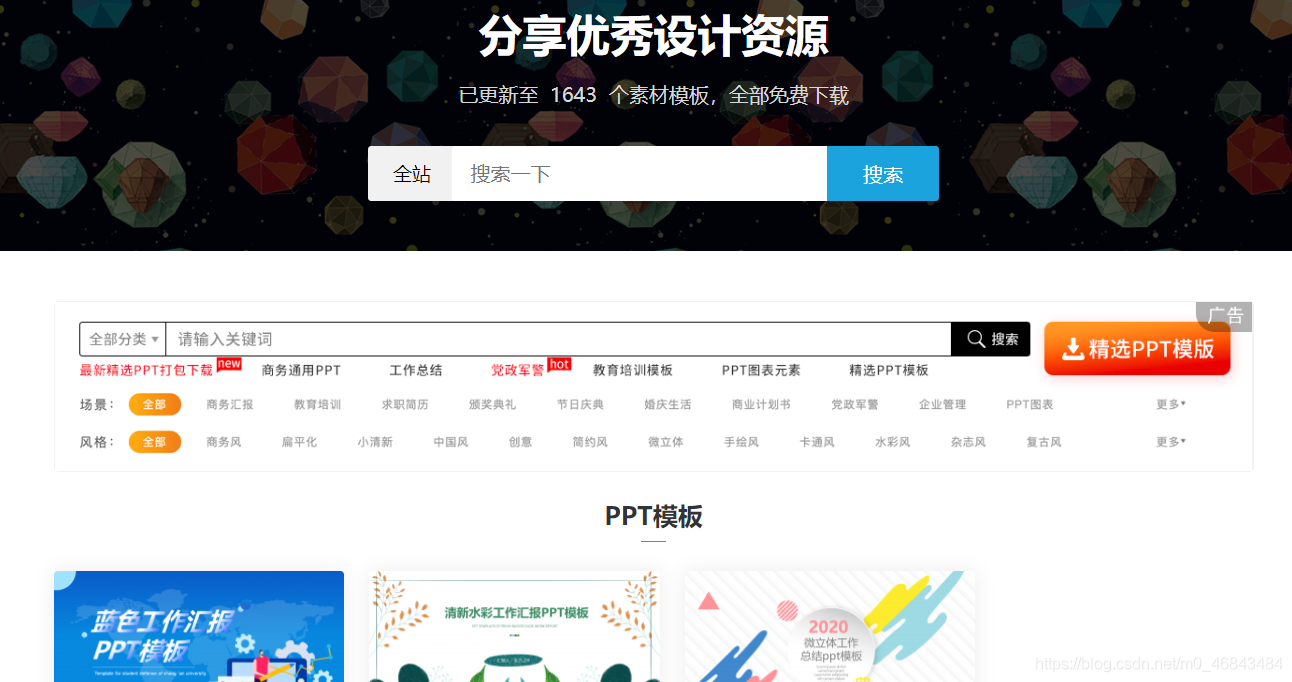 分享优秀设计资源
已更新至 1643 个素材模板，全部免费下载
全站 搜索一下 搜索
广告
全部分类 请输入关键词 搜索 精选PPT模版
最新精选PPT打包下载 new 商务通用PPT 工作总结 党政军警 hot 教育培训模板 PPT图表元素 精选PPT模板
场景： 全部 商务汇报 教育培训 求职简历 颁奖典礼 节日庆典 婚庆生活 商业计划书 党政军警 企业管理 PPT图表 更多
风格： 全部 商务风 扁平化 小清新 中国风 创意 简约风 微立体 手绘风 卡通风 水彩风 杂志风 复古风 更多
PPT模板
蓝色工作汇报
PPT模板
清新水彩工作汇报PPT模板
2020
微立体工作
总结ppt模板
https://blog.csdn.net/m0_46843484